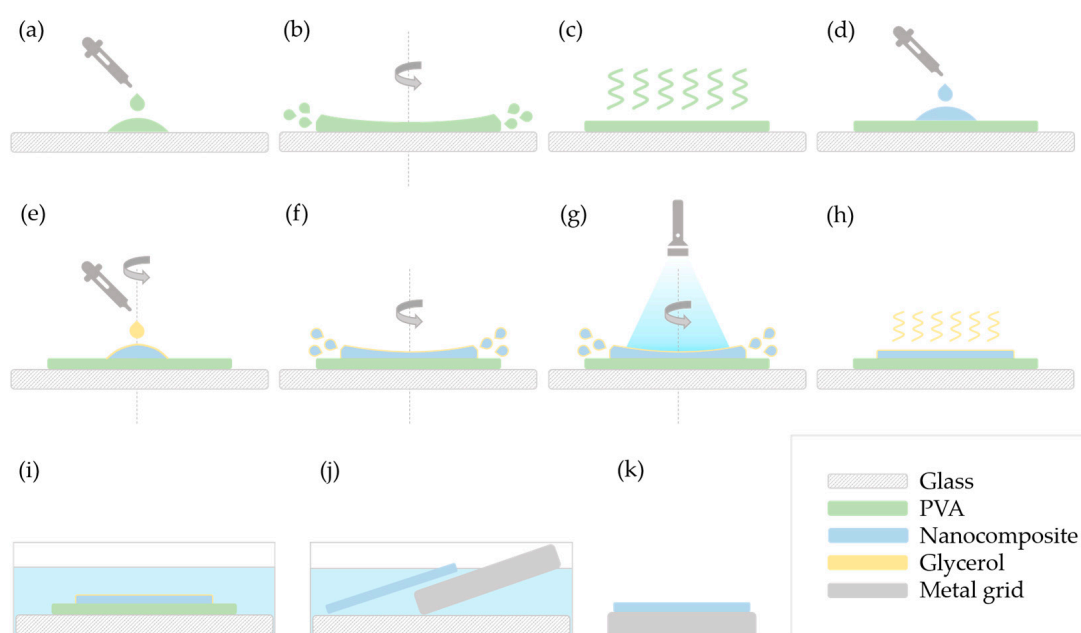 (a)
(b)
(c)
(d)
(e)
(f)
(g)
(h)
(i)
(j)
(k)
Glass
PVA
Nanocomposite
Glycerol
Metal grid